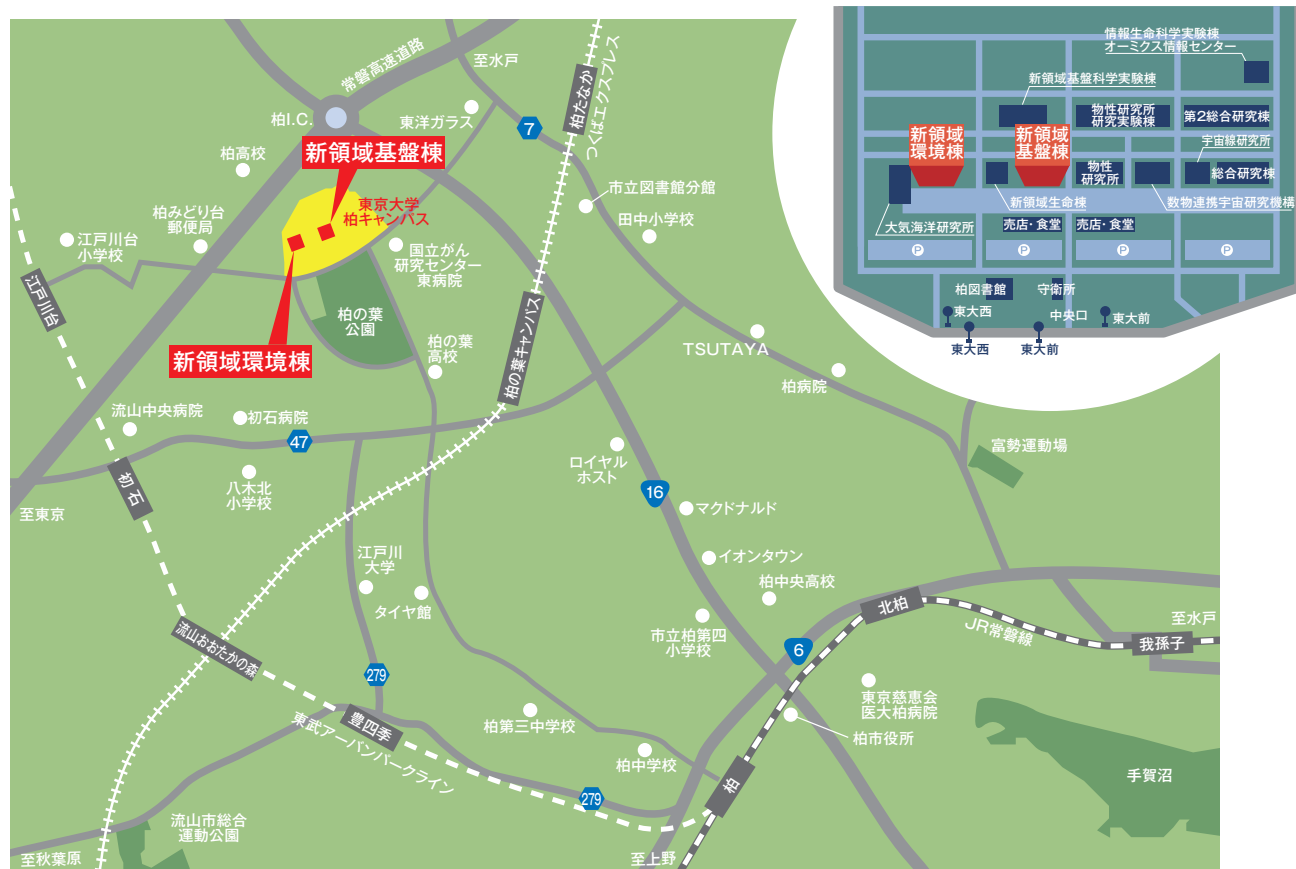 常磐高速道路
至水戸
柏たなか
つくばエクスプレス
柏I.C.
東洋ガラス
7
新領域基盤棟
柏高校
東京大学
柏キャンパス
市立図書館分館
柏みどり台
郵便局
田中小学校
江戸川台
小学校
国立がん
研究センター
東病院
江戸川台
柏の葉
公園
柏の葉キャンパス
新領域環境棟
柏の葉
高校
TSUTAYA
柏病院
流山中央病院
初石病院
47
富勢運動場
初石
八木北
小学校
ロイヤル
ホスト
16
マクドナルド
至東京
イオンタウン
江戸川
大学
柏中央高校
タイヤ館
北柏
市立柏第四
小学校
JR常磐線
至水戸
我孫子
流山おおたかの森
6
279
東京慈恵会
医大柏病院
豊四季
柏第三中学校
柏市役所
東武アーバンパークライン
柏中学校
柏
手賀沼
279
流山市総合
運動公園
至秋葉原
至上野
情報生命科学実験棟
オーミクス情報センター
新領域基盤科学実験棟
物性研究所
研究実験棟
第2総合研究棟
新領域
環境棟
新領域
基盤棟
宇宙線研究所
物性
研究所
総合研究棟
新領域生命棟
数物連携宇宙研究機構
大気海洋研究所
売店・食堂
売店・食堂
P
P
P
P
柏図書館
守衛所
東大西
中央口
東大前
東大西
東大前